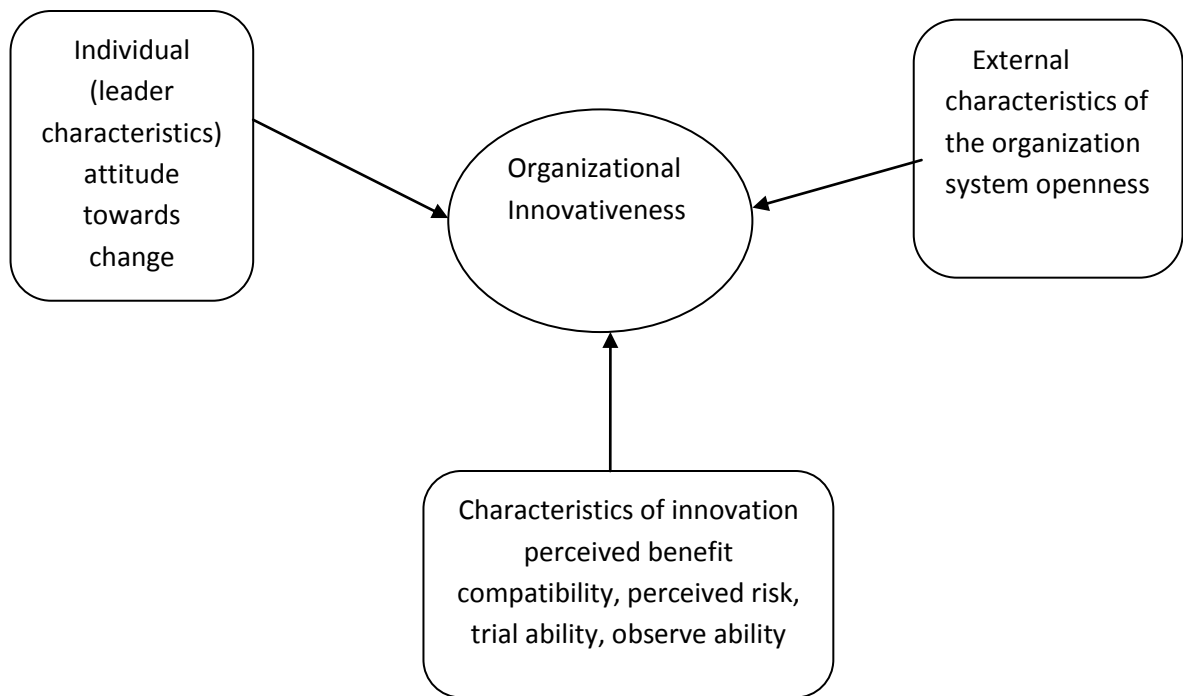 Individual
(leader
characteristics)
attitude
towards
change
Organizational
Innovativeness
External
characteristics of
the organization
system openness
Characteristics of innovation
perceived benefit
compatibility, perceived risk,
trial ability, observe ability